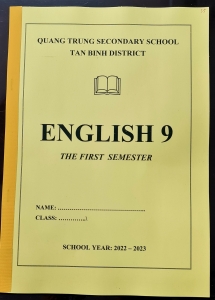 QUANG TRUNG SECONDARY SCHOOL
TAN BINH DISTRICT
ENGLISH 9
THE FIRST SEMESTER
NAME: ..............................................
CLASS: ...............
SCHOOL YEAR: 2022 – 2023